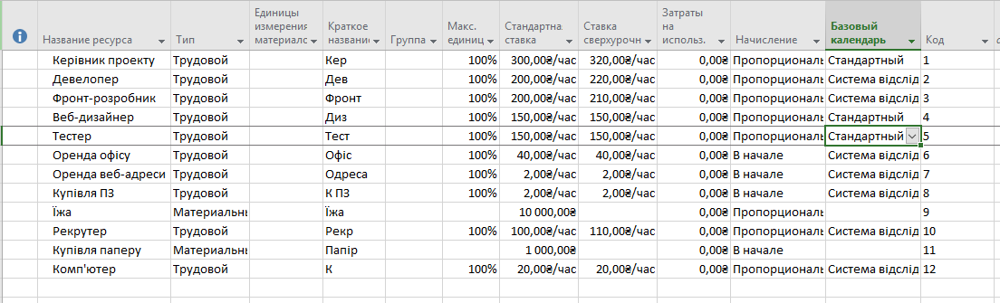 Название ресурса Тип Единицы измерения материалс Краткое названи Группа Макс. единиц Стандартна ставка Ставка сверхурочн Затраты на использ. Начисление Базовый календарь Код
Керівник проекту Трудовой Кер 100% 300,00₴/час 320,00₴/час 0,00₴ Пропорциональ Стандартный 1
Девелопер Трудовой Дев 100% 200,00₴/час 220,00₴/час 0,00₴ Пропорциональ Система відслід 2
Фронт-розробник Трудовой Фронт 100% 200,00₴/час 210,00₴/час 0,00₴ Пропорциональ Система відслід 3
Веб-дизайнер Трудовой Диз 100% 150,00₴/час 150,00₴/час 0,00₴ Пропорциональ Стандартный 4
Тестер Трудовой Тест 100% 150,00₴/час 150,00₴/час 0,00₴ Пропорциональ Стандартный 5
Оренда офісу Трудовой Офіс 100% 40,00₴/час 40,00₴/час 0,00₴ В начале Система відслід 6
Оренда веб-адреси Трудовой Одреса 100% 2,00₴/час 2,00₴/час 0,00₴ В начале Система відслід 7
Купівля ПЗ Трудовой К ПЗ 100% 2,00₴/час 2,00₴/час 0,00₴ В начале Система відслід 8
Їжа Материальнь Їжа 10 000,00₴ 0,00₴ Пропорциональ 9
Рекрутер Трудовой Рекр 100% 100,00₴/час 110,00₴/час 0,00₴ Пропорциональ Система відслід 10
Купівля паперу Материальнь Папір 1 000,00₴ 0,00₴ В начале 11
Комп'ютер Трудовой К 100% 20,00₴/час 20,00₴/час 0,00₴ Пропорциональ Система відслід 12